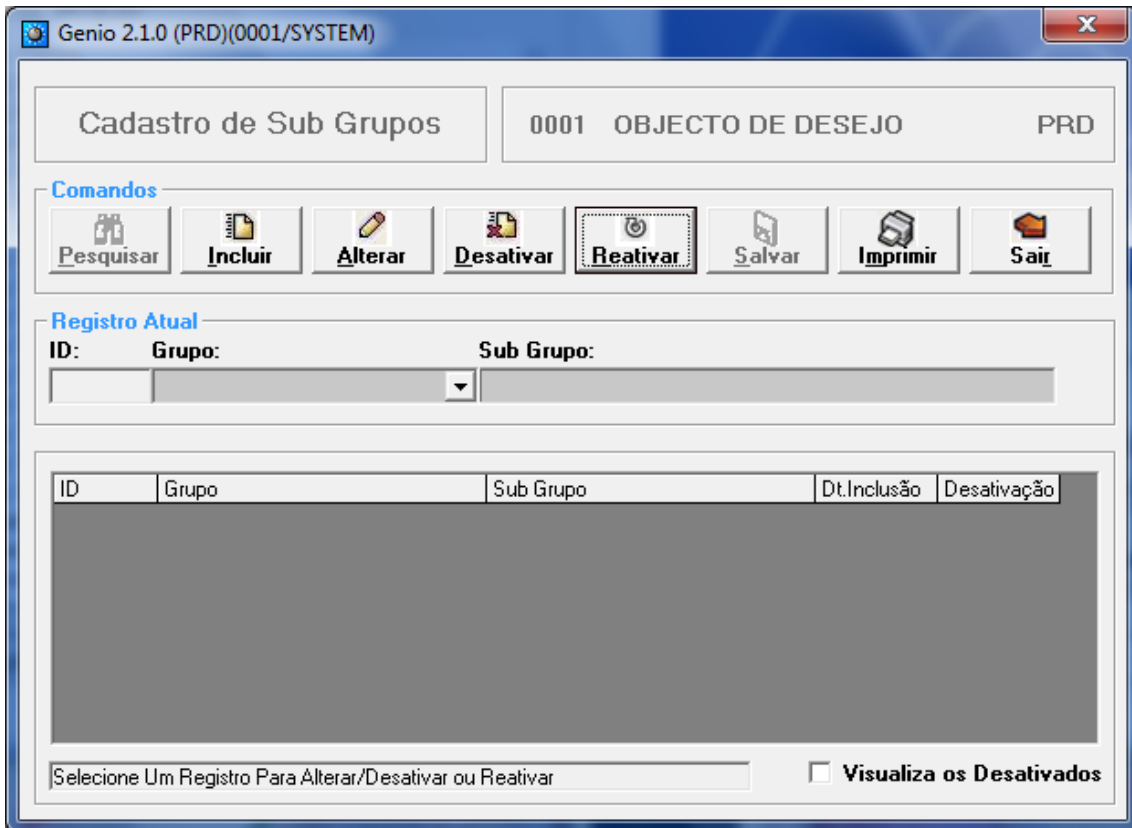 Genio 2.1.0 (PRD)(0001/SYSTEM)
Cadastro de Sub Grupos
0001 OBJECTO DE DESEJO PRD
Comandos
Pesquisar Incluir Alterar Desativar Reativar Salvar Imprimir Sair
Registro Atual
ID: Grupo: Sub Grupo:
ID Grupo Sub Grupo Dt.Inclusão Desativação
Selecione Um Registro Para Alterar/Desativar ou Reativar
Visualiza os Desativados